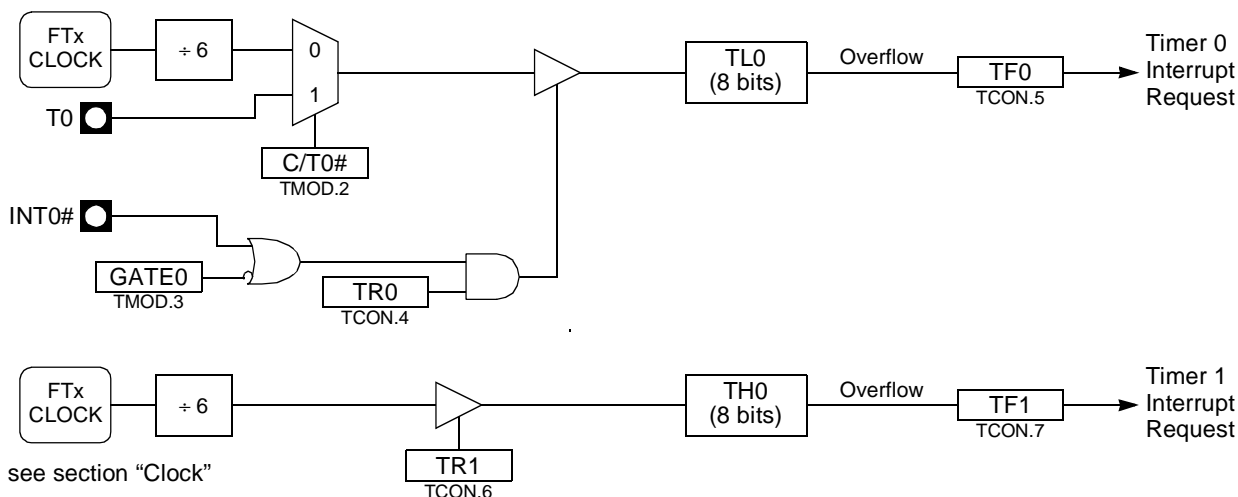 FTx
CLOCK
÷ 6
0
1
T0
C/T0#
TMOD.2
TL0
(8 bits)
Overflow
TF0
TCON.5
Timer 0
Interrupt
Request
INT0#
GATE0
TMOD.3
TR0
TCON.4
FTx
CLOCK
÷ 6
TR1
TCON.6
TH0
(8 bits)
Overflow
TF1
TCON.7
Timer 1
Interrupt
Request
see section “Clock”